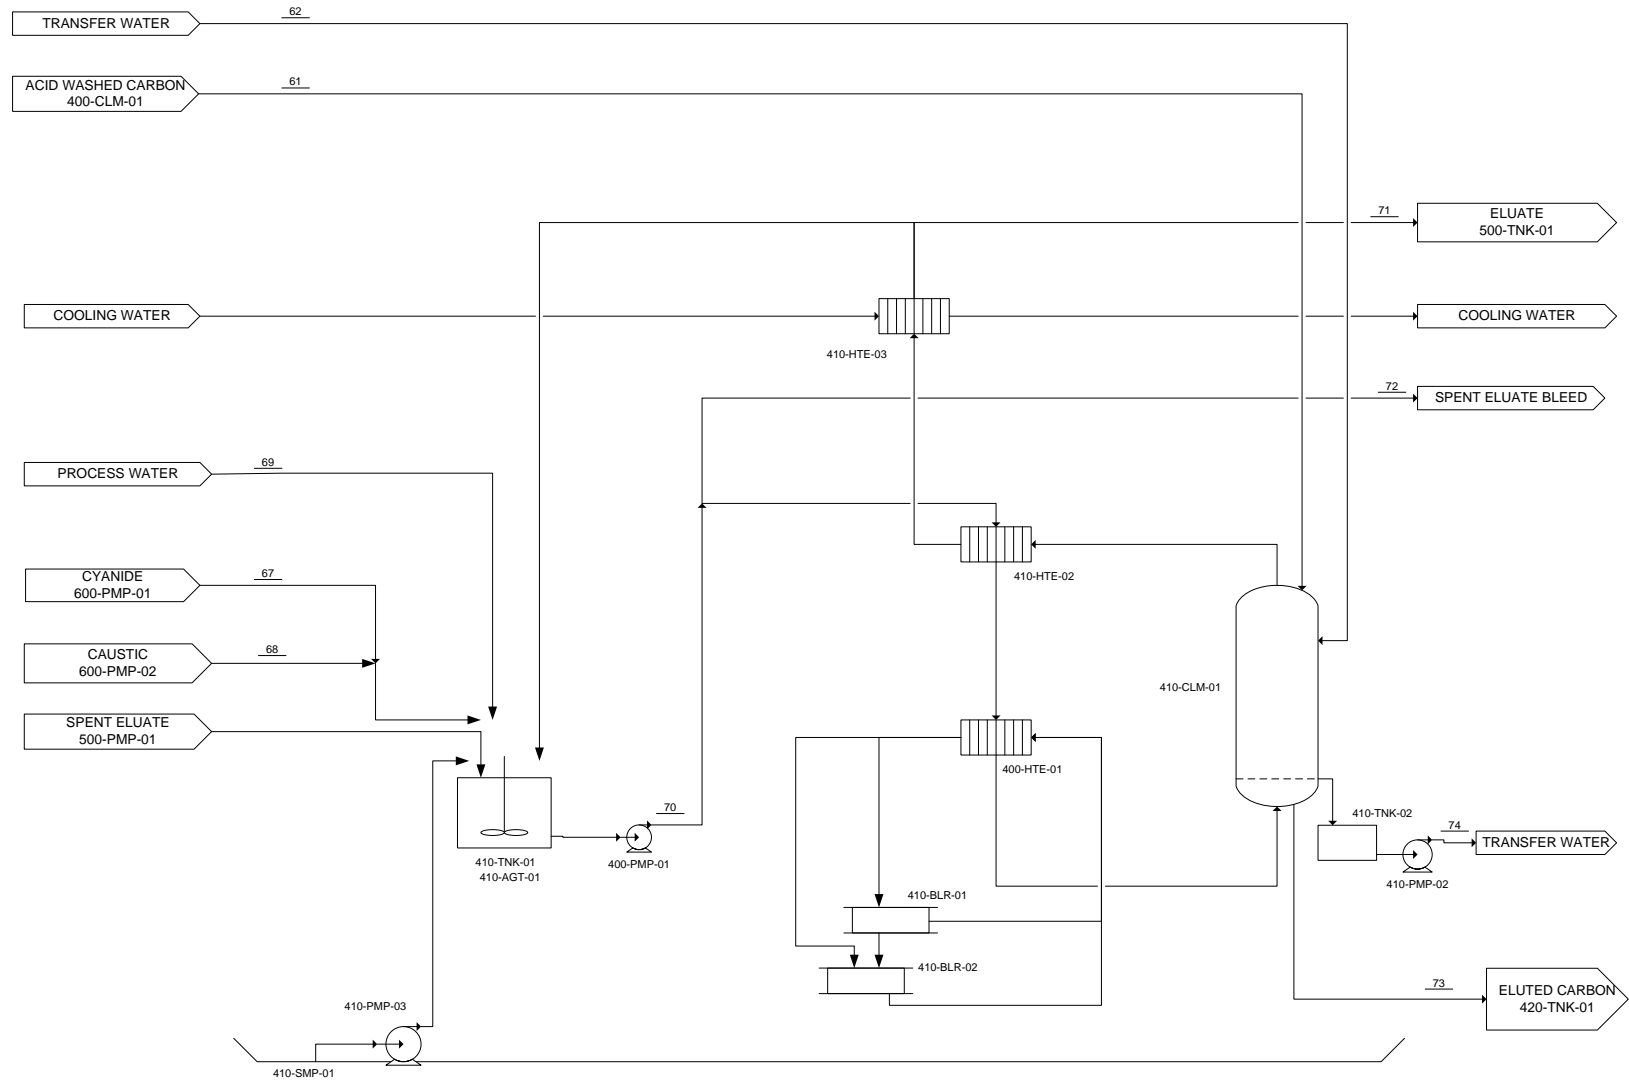 62
TRANSFER WATER
61
ACID WASHED CARBON
400-CLM-01
71
ELUATE
500-TNK-01
COOLING WATER
COOLING WATER
410-HTE-03
72
SPENT ELUATE BLEED
69
PROCESS WATER
67
CYANIDE
600-PMP-01
410-HTE-02
68
CAUSTIC
600-PMP-02
410-CLM-01
SPENT ELUATE
500-PMP-01
400-HTE-01
70
410-TNK-01
410-AGT-01
400-PMP-01
410-TNK-02
74
TRANSFER WATER
410-PMP-02
410-BLR-01
410-BLR-02
73
ELUTED CARBON
420-TNK-01
410-PMP-03
410-SMP-01